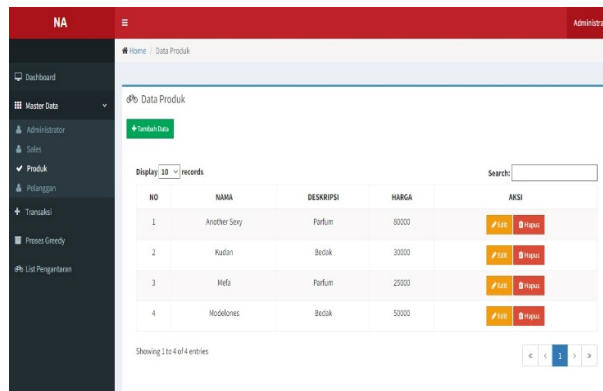 NA
Administra
Home / Data Produk
Dashboard
Master Data
Administrator
Sales
Produk
Pelanggan
Transaksi
Proses Greedy
List Pengantaran
Data Produk
Tambah Data
Display 10 records
Search:
NO NAMA DESKRIPSI HARGA AKSI
1 Another Sexy Parfum 80000 Edit Hapus
2 Kudan Bedak 30000 Edit Hapus
3 Mefa Parfum 25000 Edit Hapus
4 Modelones Bedak 50000 Edit Hapus
Showing 1 to 4 of 4 entries
« < 1 > »